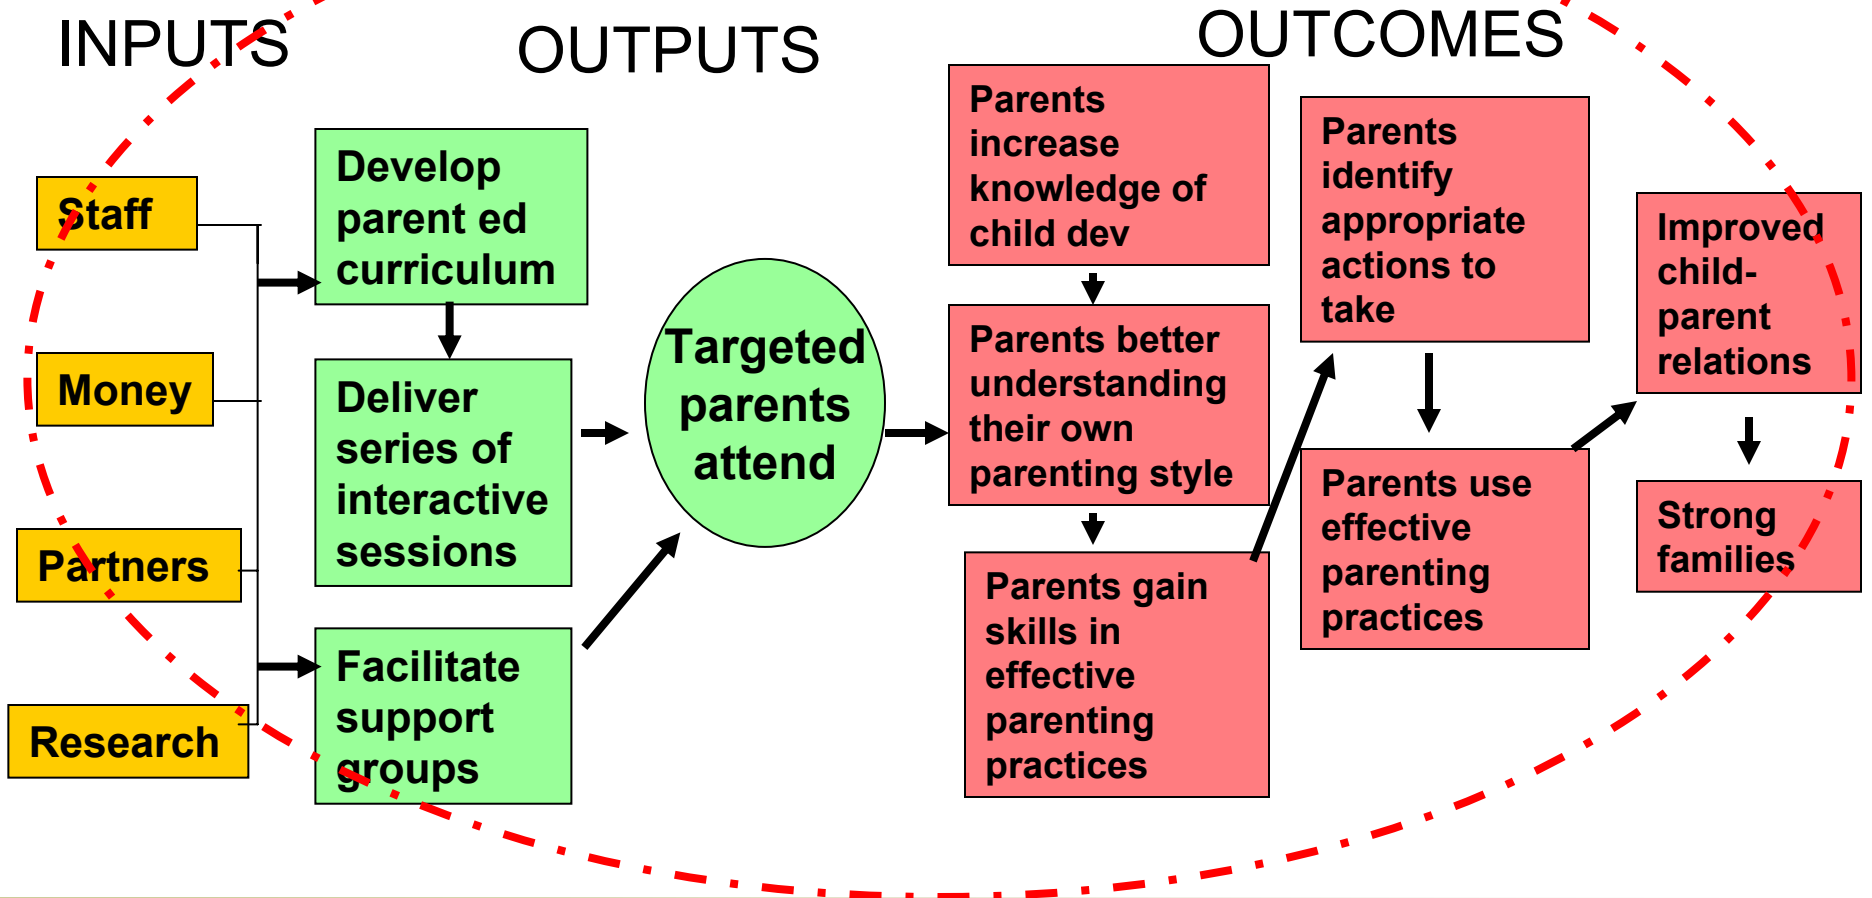 INPUTS
OUTPUTS
OUTCOMES
Staff
Money
Partners
Research
Develop
parent ed
curriculum
Deliver
series of
interactive
sessions
Facilitate
support
groups
Targeted
parents
attend
Parents
increase
knowledge of
child dev
Parents better
understanding
their own
parenting style
Parents gain
skills in
effective
parenting
practices
Parents
identify
appropriate
actions to
take
Parents use
effective
parenting
practices
Improved
child-
parent
relations
Strong
families